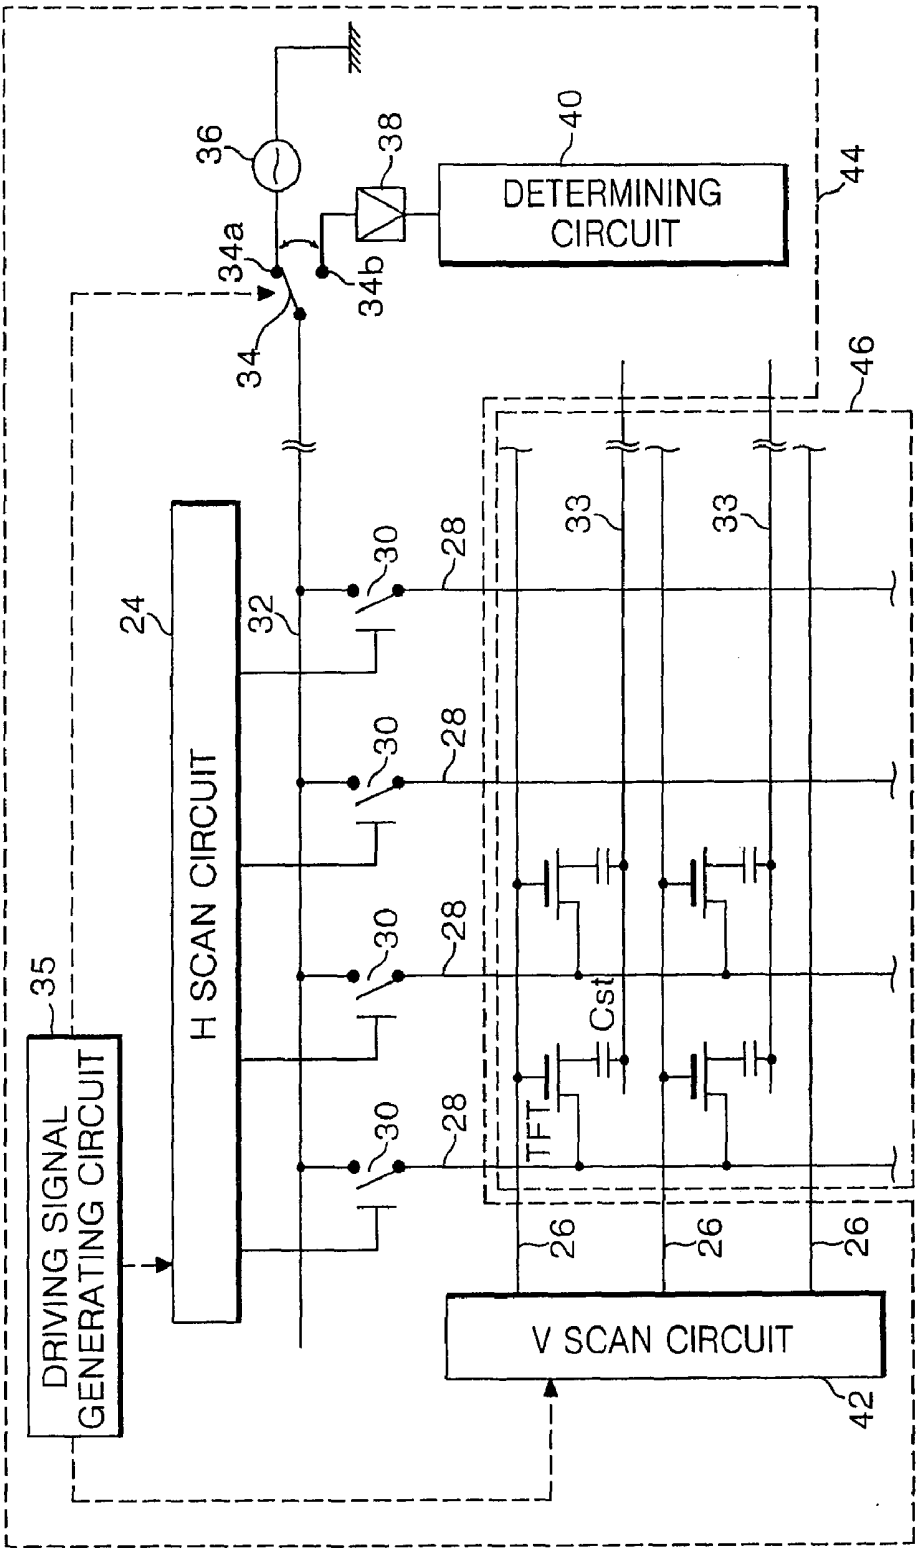 35
DRIVING SIGNAL
GENERATING CIRCUIT
24
H SCAN CIRCUIT
32
34
34a
34b
36
38
40
DETERMINING
CIRCUIT
44
30
30
30
30
28
28
28
28
46
33
33
TFT
Cst
26
26
26
V SCAN CIRCUIT
42